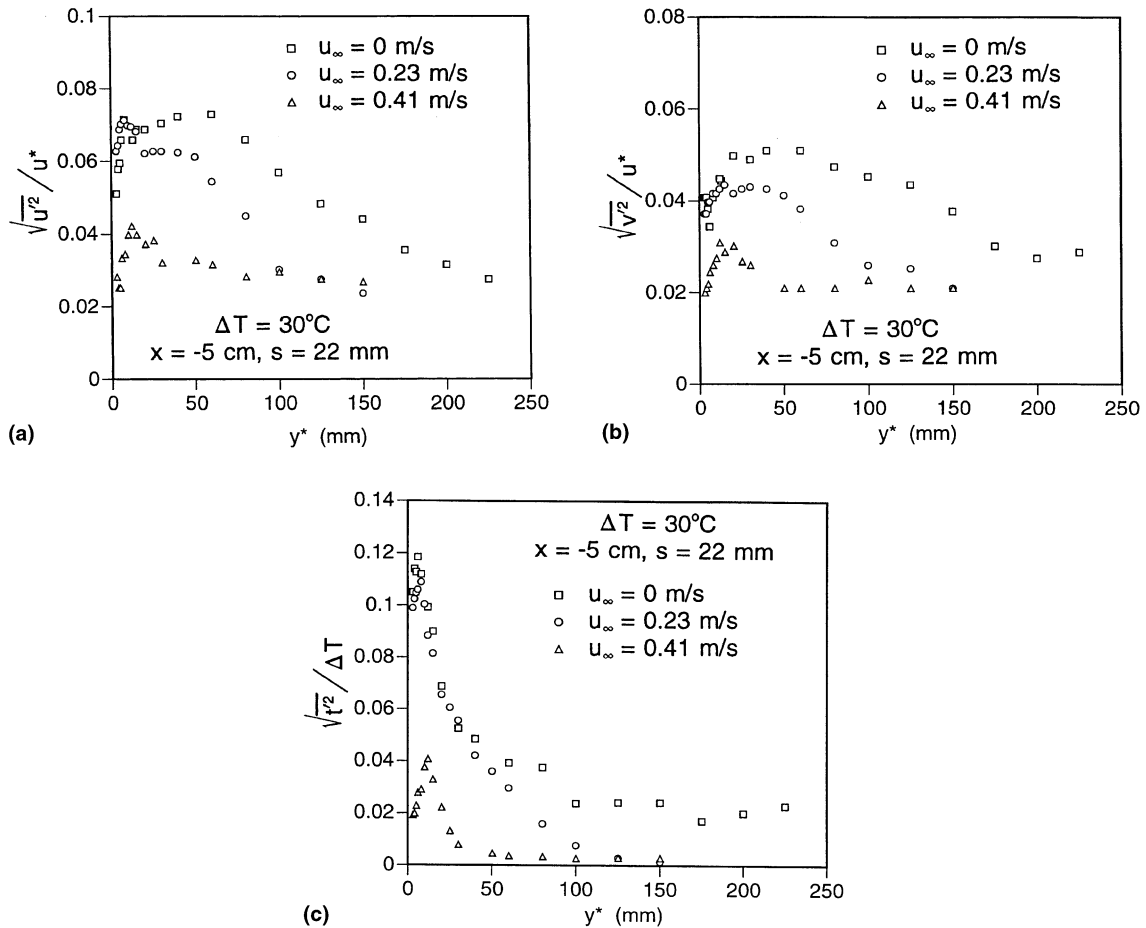 0.1
0.08
0.06
0.04
0.02
0
√u′² / u*
u∞ = 0 m/s
u∞ = 0.23 m/s
u∞ = 0.41 m/s
ΔT = 30°C
x = -5 cm, s = 22 mm
0 50 100 150 200 250
y* (mm)
(a)
0.08
0.06
0.04
0.02
0
√v′² / u*
u∞ = 0 m/s
u∞ = 0.23 m/s
u∞ = 0.41 m/s
ΔT = 30°C
x = -5 cm, s = 22 mm
0 50 100 150 200 250
y* (mm)
(b)
0.14
0.12
0.1
0.08
0.06
0.04
0.02
0
√t′² / ΔT
ΔT = 30°C
x = -5 cm, s = 22 mm
u∞ = 0 m/s
u∞ = 0.23 m/s
u∞ = 0.41 m/s
0 50 100 150 200 250
y* (mm)
(c)